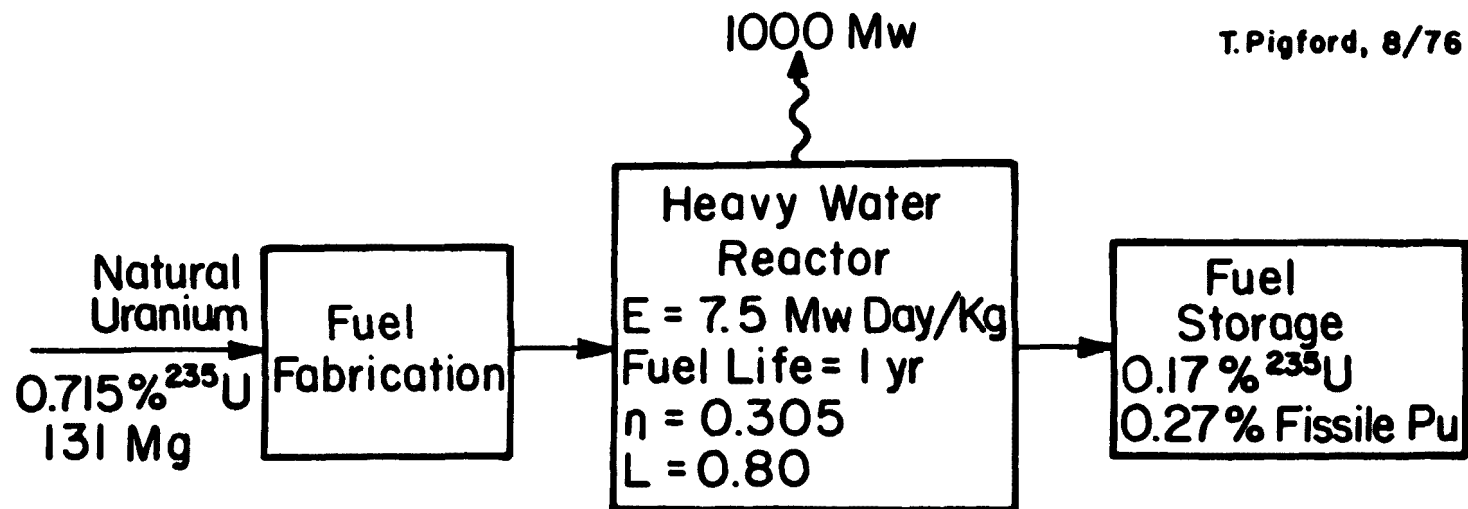 1000 Mw
T.Pigford, 8/76
Natural
Uranium
0.715% ²³⁵U
131 Mg
Fuel
Fabrication
Heavy Water
Reactor
E = 7.5 Mw Day/Kg
Fuel Life = 1 yr
η = 0.305
L = 0.80
Fuel
Storage
0.17% ²³⁵U
0.27% Fissile Pu